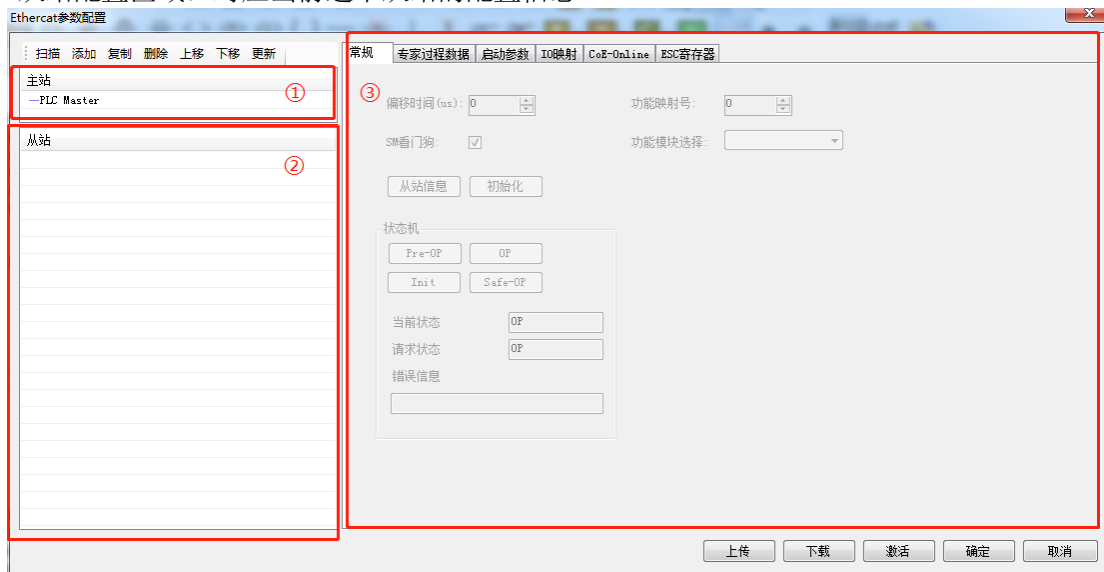 Ethercat参数配置
扫描 添加 复制 删除 上移 下移 更新
主站
PLC Master
①
从站
②
常规 专家过程数据 启动参数 IO映射 CoE-Online ESC寄存器
③
偏移时间(us): 0 功能映射号: 0
SM看门狗: 功能模块选择:
从站信息 初始化
状态机
Pre-OP OP
Init Safe-OP
当前状态 OP
请求状态 OP
错误信息
上传 下载 激活 确定 取消